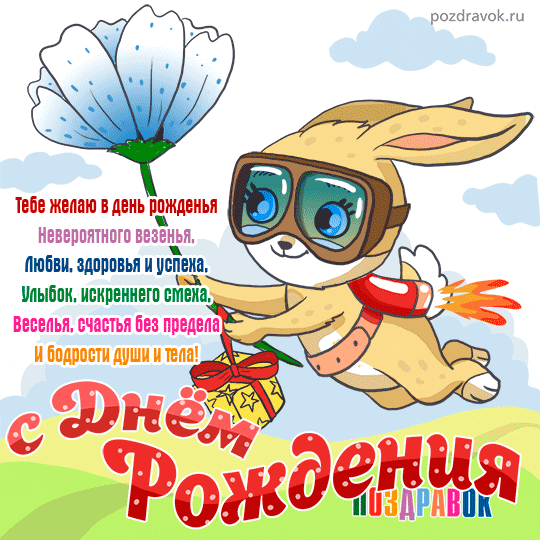 pozdravok.ru
Тебе желаю в день рожденья
Невероятного везенья,
Любви, здоровья и успеха,
Улыбок, искреннего смеха,
Веселья, счастья без предела
И бодрости души и тела!
с Днём
Рождения
ПОЗДРАВОК